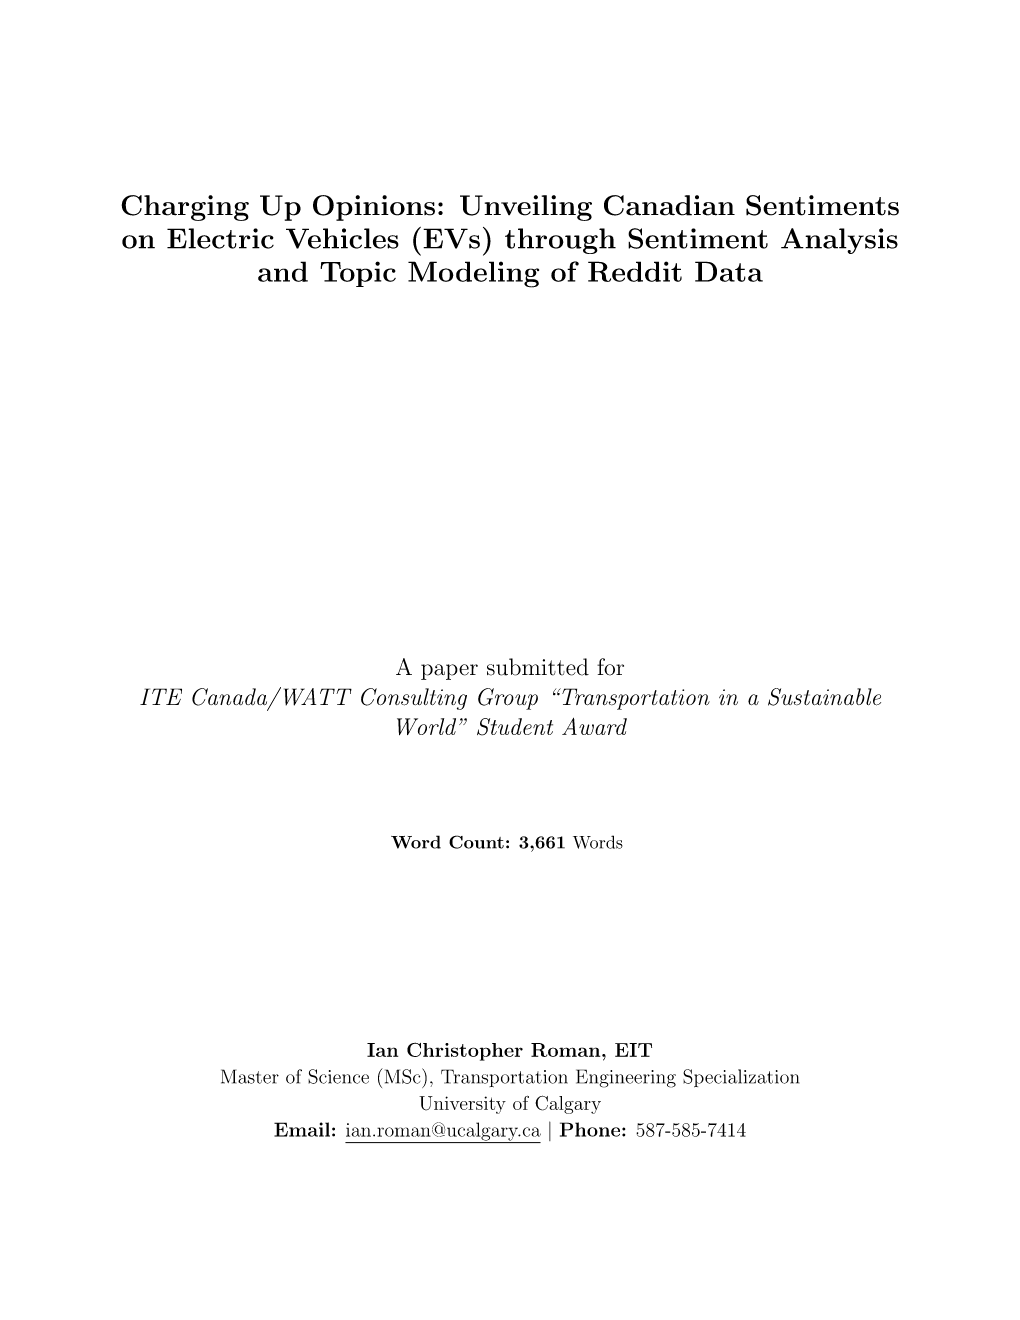 Charging Up Opinions: Unveiling Canadian Sentiments
on Electric Vehicles (EVs) through Sentiment Analysis
and Topic Modeling of Reddit Data
A paper submitted for
ITE Canada/WATT Consulting Group “Transportation in a Sustainable
World” Student Award
Word Count: 3,661 Words
Ian Christopher Roman, EIT
Master of Science (MSc), Transportation Engineering Specialization
University of Calgary
Email: ian.roman@ucalgary.ca | Phone: 587-585-7414